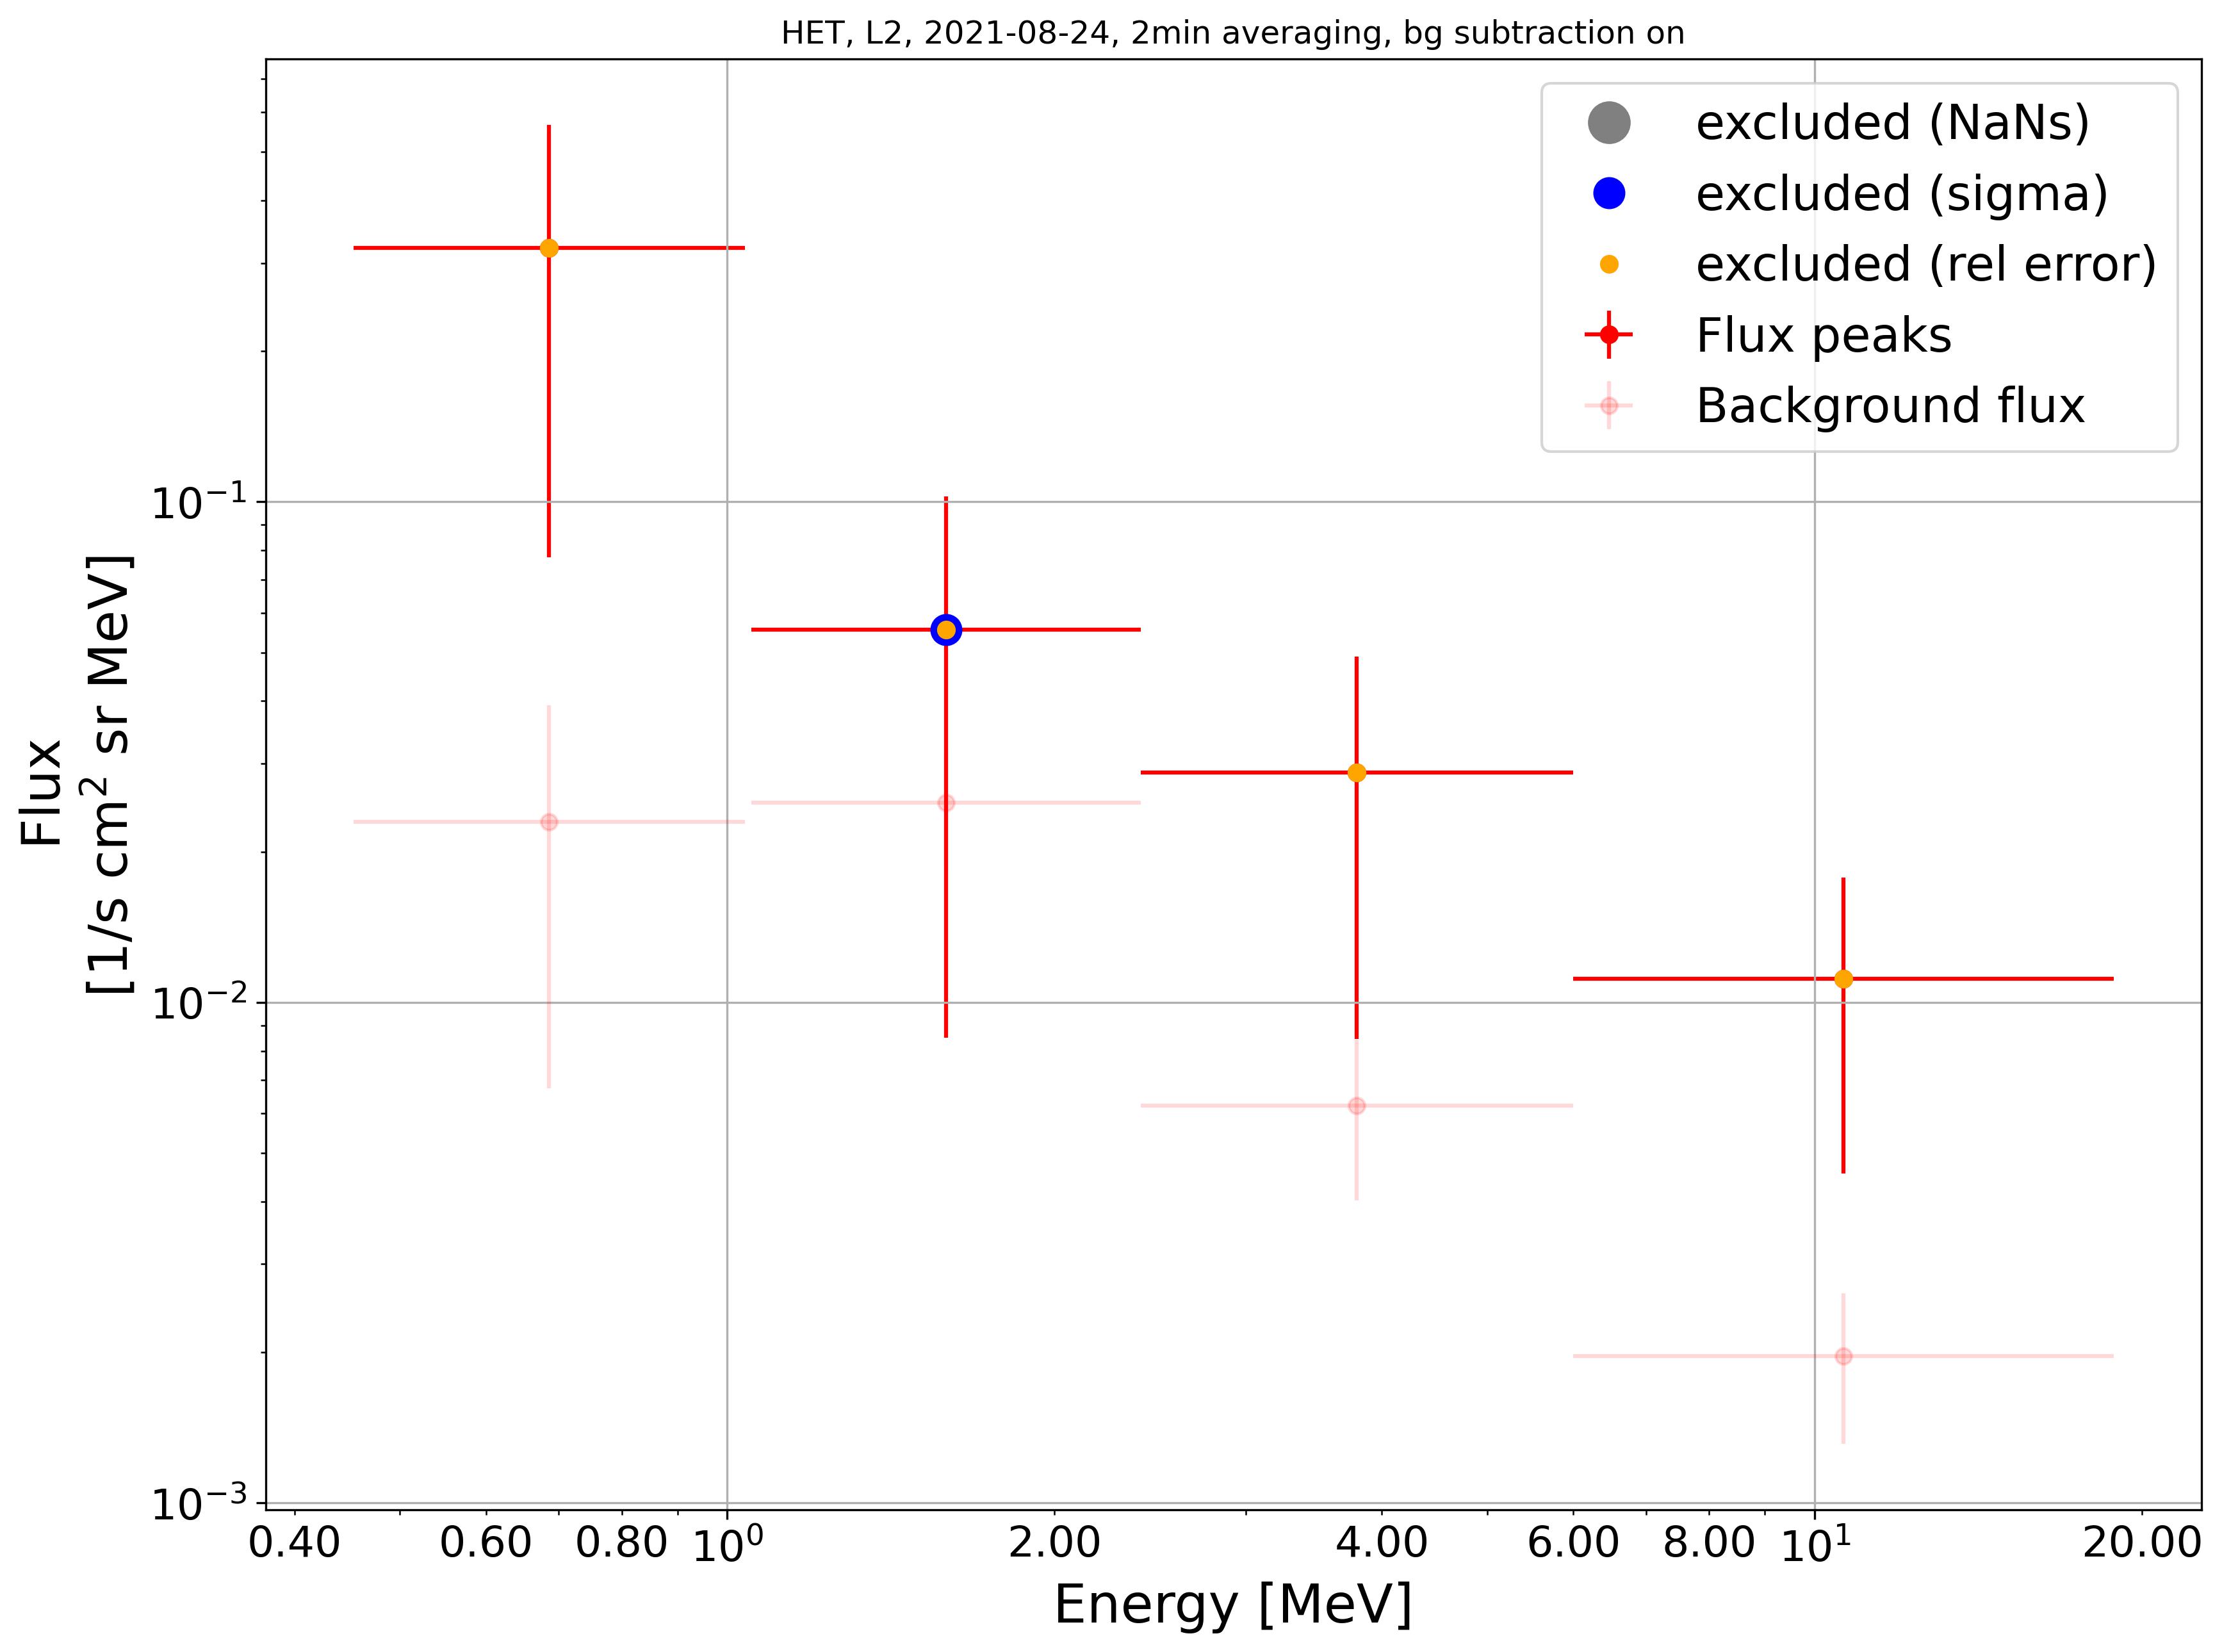 HET, L2, 2021-08-24, 2min averaging, bg subtraction on
excluded (NaNs)
excluded (sigma)
excluded (rel error)
Flux peaks
Background flux
Flux
[1/s cm² sr MeV]
10⁻¹
10⁻²
10⁻³
0.40 0.60 0.80 10⁰ 2.00 4.00 6.00 8.00 10¹ 20.00
Energy [MeV]